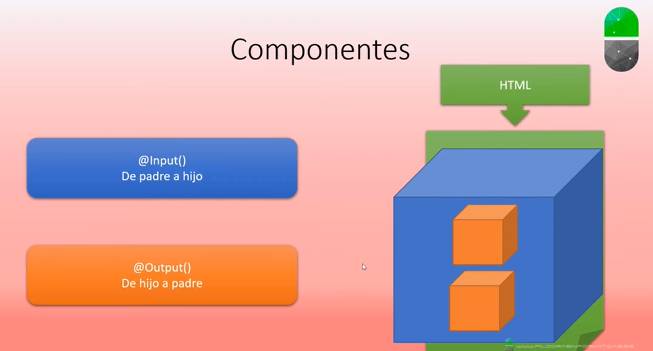 Componentes
HTML
@Input()
De padre a hijo
@Output()
De hijo a padre